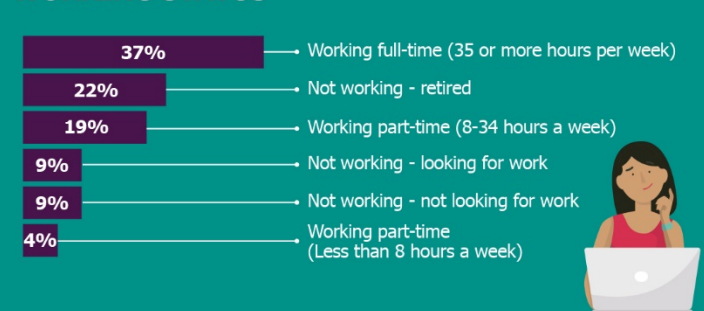 37% Working full-time (35 or more hours per week)
22% Not working - retired
19% Working part-time (8-34 hours a week)
9% Not working - looking for work
9% Not working - not looking for work
4% Working part-time
(Less than 8 hours a week)